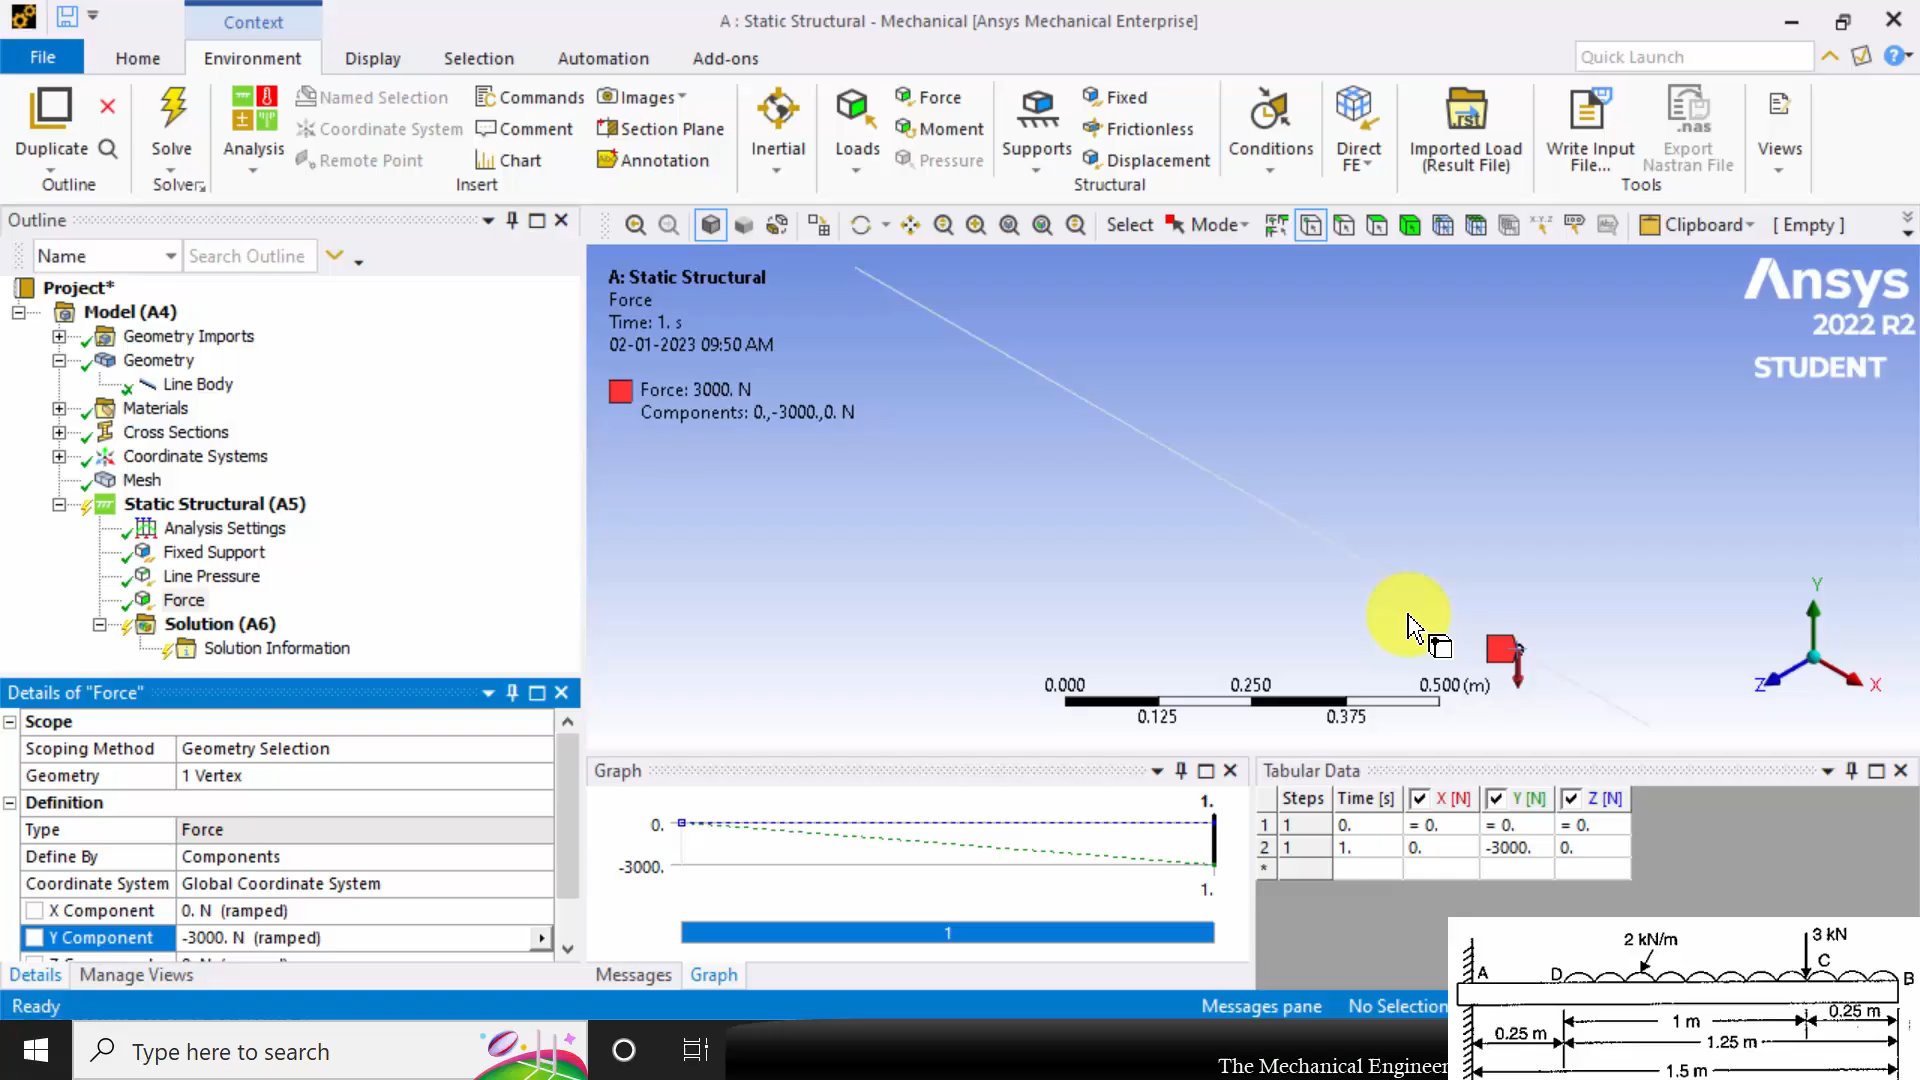 Context
A : Static Structural - Mechanical [Ansys Mechanical Enterprise]
File
Home
Environment
Display
Selection
Automation
Add-ons
Quick Launch
Duplicate
Outline
Solve
Solver
Analysis
Named Selection
Coordinate System
Remote Point
Commands
Comment
Chart
Images
Section Plane
Annotation
Insert
Inertial
Loads
Force
Moment
Pressure
Supports
Fixed
Frictionless
Displacement
Structural
Conditions
Direct
FE
.rst
Imported Load
(Result File)
Write Input
File...
.nas
Export
Nastran File
Tools
Views
Outline
Name
Search Outline
Select
Mode
Clipboard
[ Empty ]
Project*
Model (A4)
Geometry Imports
Geometry
Line Body
Materials
Cross Sections
Coordinate Systems
Mesh
Static Structural (A5)
Analysis Settings
Fixed Support
Line Pressure
Force
Solution (A6)
Solution Information
A: Static Structural
Force
Time: 1. s
02-01-2023 09:50 AM
Force: 3000. N
Components: 0.,-3000.,0. N
Ansys
2022 R2
STUDENT
0.000
0.250
0.500 (m)
0.125
0.375
Y
Z
X
Details of "Force"
Scope
Scoping Method
Geometry Selection
Geometry
1 Vertex
Definition
Type
Force
Define By
Components
Coordinate System
Global Coordinate System
X Component
0. N (ramped)
Y Component
-3000. N (ramped)
Details
Manage Views
Graph
1.
0.
-3000.
1.
1
Messages
Graph
Tabular Data
Steps Time [s] X [N] Y [N] Z [N]
1 1 0. = 0. = 0. = 0.
2 1 1. 0. -3000. 0.
*
Ready
Messages pane
No Selection
Type here to search
The Mechanical Engineer
2 kN/m
3 kN
A
D
C
B
0.25 m
1 m
0.25 m
1.25 m
1.5 m